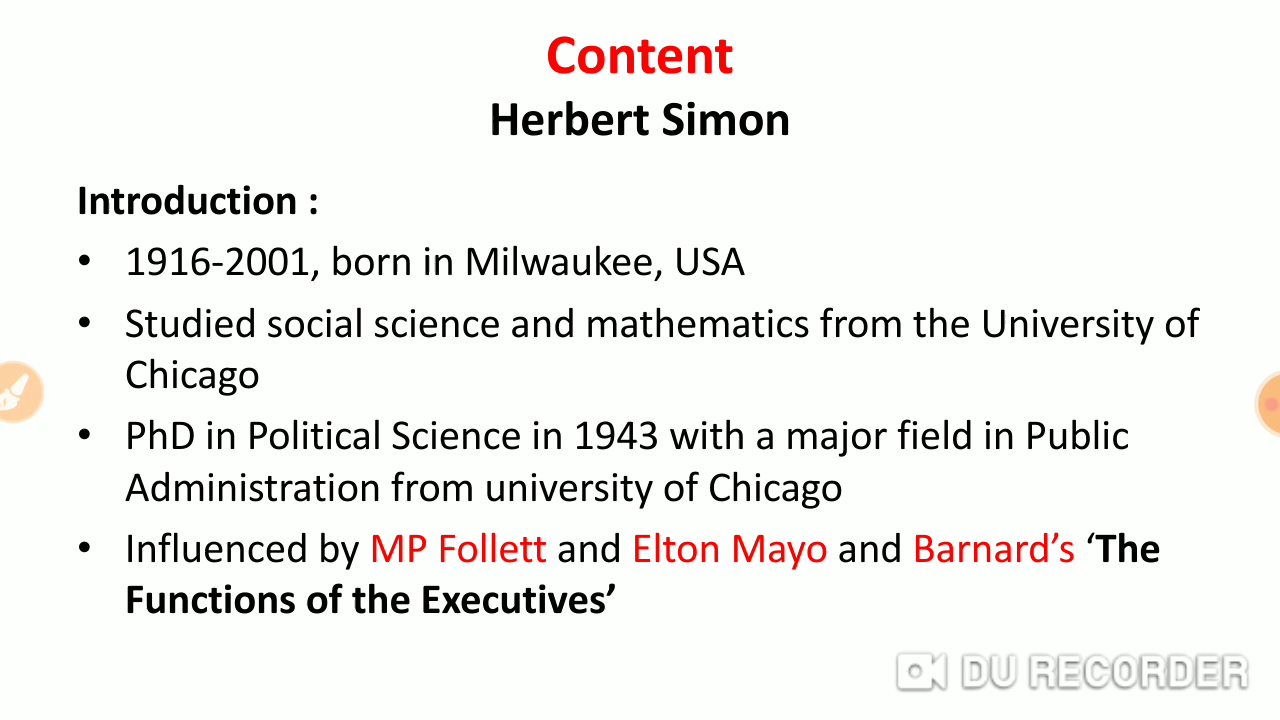 Content
Herbert Simon
Introduction :
• 1916-2001, born in Milwaukee, USA
• Studied social science and mathematics from the University of
Chicago
• PhD in Political Science in 1943 with a major field in Public
Administration from university of Chicago
• Influenced by MP Follett and Elton Mayo and Barnard’s ‘The
Functions of the Executives’
DU RECORDER